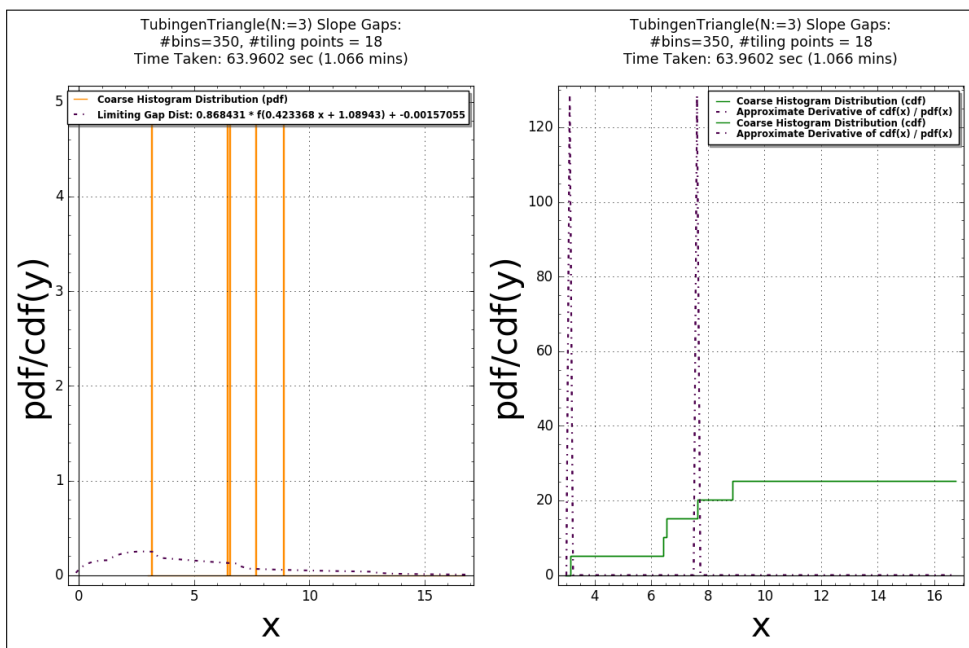 TubingenTriangle(N:=3) Slope Gaps:
#bins=350, #tiling points = 18
Time Taken: 63.9602 sec (1.066 mins)
Coarse Histogram Distribution (pdf)
Limiting Gap Dist: 0.868431 * f(0.423368 x + 1.08943) + -0.00157055
5
4
3
2
1
0
pdf/cdf(y)
0 5 10 15
x
TubingenTriangle(N:=3) Slope Gaps:
#bins=350, #tiling points = 18
Time Taken: 63.9602 sec (1.066 mins)
Coarse Histogram Distribution (cdf)
Approximate Derivative of cdf(x) / pdf(x)
Coarse Histogram Distribution (cdf)
Approximate Derivative of cdf(x) / pdf(x)
120
100
80
60
40
20
0
pdf/cdf(y)
4 6 8 10 12 14 16
x